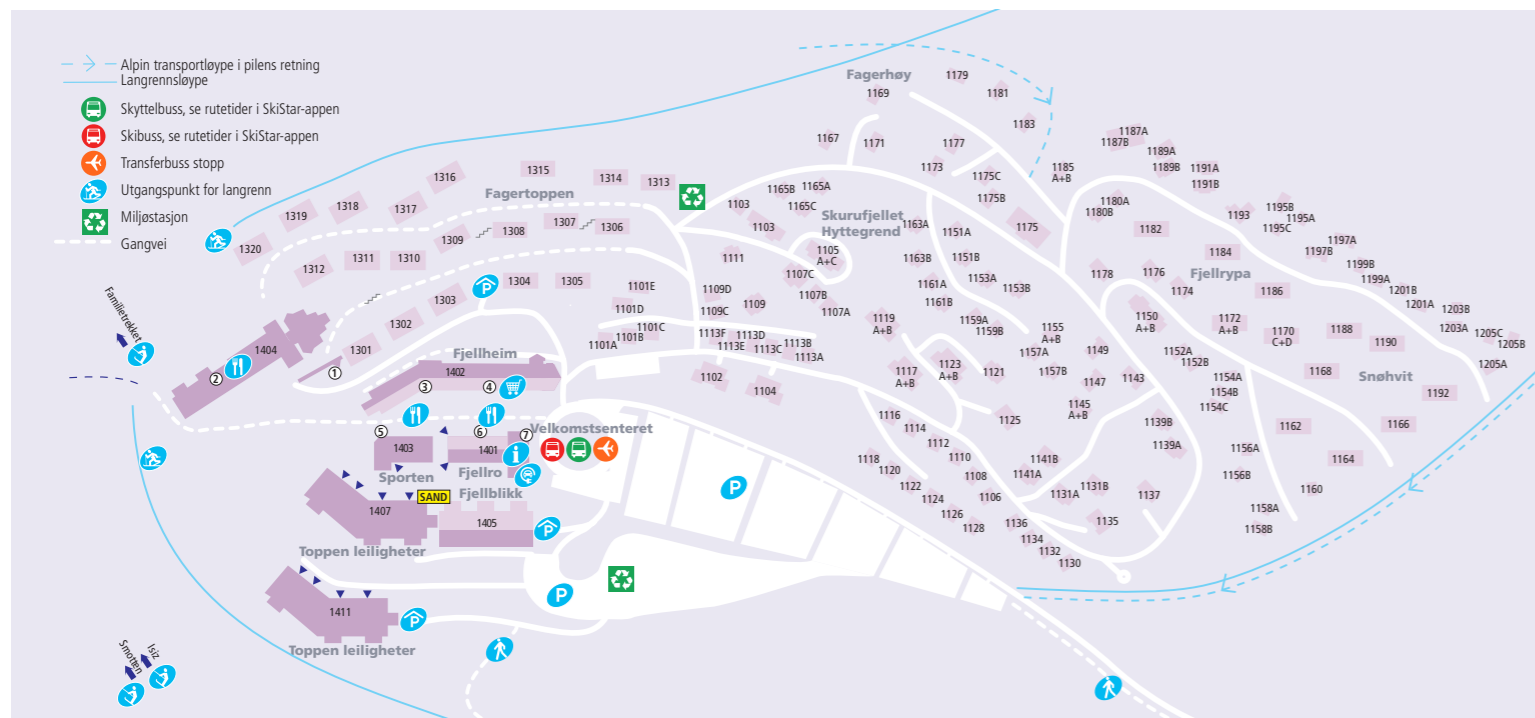 Alpin transportløype i pilens retning
Langrennsløype
Skyttelbuss, se rutetider i SkiStar-appen
Skibuss, se rutetider i SkiStar-appen
Transferbuss stopp
Utgangspunkt for langrenn
Miljøstasjon
Gangvei
Fagerhøy
1179
1169
1181
1183
1167
1171
1177
1173
1175C
1175B
1175
1185
A+B
1187A
1187B
1189A
1189B
1191A
1191B
1180A
1180B
1182
1193
1195B
1195A
1195C
1197A
1197B
1199B
1199A
1201B
1201A
1203B
1203A
1205C
1205B
1205A
1184
Fjellrypa
1186
1178
1176
1174
1150
A+B
1172
A+B
1170
C+D
1188
1190
1168
Snøhvit
1192
1166
1162
1164
1160
1152A
1152B
1154A
1154B
1154C
1156A
1156B
1158A
1158B
1316
1315
1314
1313
Fagertoppen
1319
1318
1317
1320
1309
1308
1307
1306
1312
1311
1310
1304
1305
1303
1302
1301
1165B
1165A
1165C
1103
1103
Skurufjellet
Hyttegrend
1163A
1151A
1105
A+C
1163B
1151B
1111
1107C
1107B
1107A
1161A
1161B
1153A
1153B
1101E
1109D
1109C
1109
1101D
1101C
1101B
1101A
1113F
1113E
1113D
1113C
1113B
1113A
1119
A+B
1159A
1159B
1155
A+B
1157A
1157B
1149
1147
1143
1145
A+B
1117
A+B
1123
A+B
1121
1125
1102
1104
1116
1114
1112
1110
1108
1106
1118
1120
1122
1124
1126
1128
1139B
1139A
1141B
1141A
1131B
1131A
1137
1135
1136
1134
1132
1130
Familietrekket
1404
2
1
Fjellheim
1402
3
4
5
6
7
1403
1401
Velkomstsenteret
i
Sporten
Fjellro
SAND
Fjellblikk
1407
1405
Toppen leiligheter
1411
Toppen leiligheter
P
P
P
P
P
Smotten
Isiz